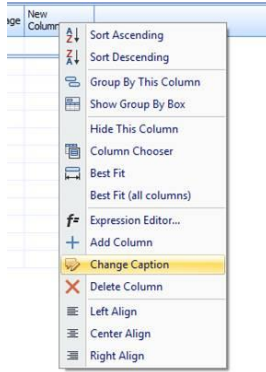 age
New
Column
Sort Ascending
Sort Descending
Group By This Column
Show Group By Box
Hide This Column
Column Chooser
Best Fit
Best Fit (all columns)
f= Expression Editor...
Add Column
Change Caption
Delete Column
Left Align
Center Align
Right Align